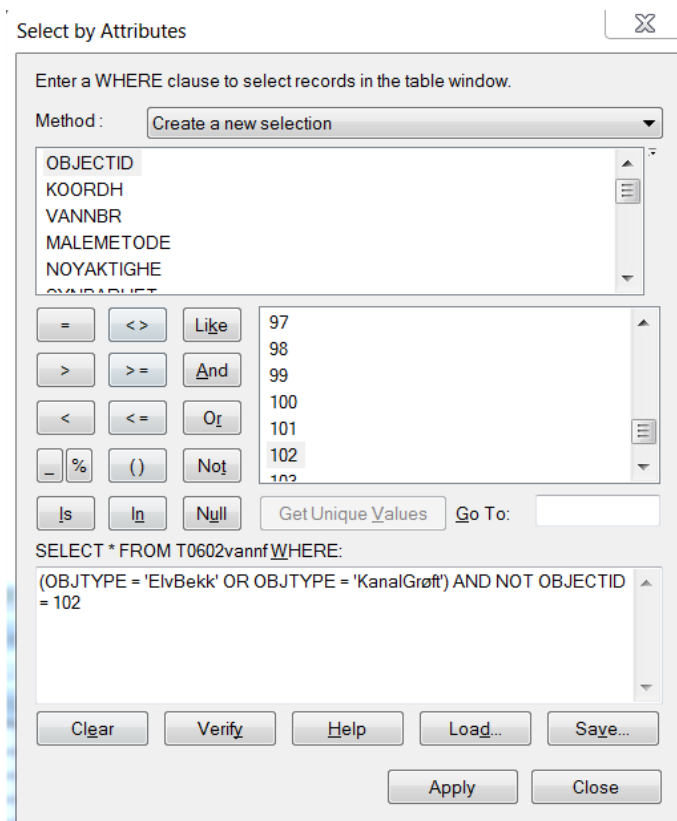 Select by Attributes
Enter a WHERE clause to select records in the table window.
Method : Create a new selection
OBJECTID
KOORDH
VANNBR
MALEMETODE
NOYAKTIGHE
= <> Like
> >= And
< <= Or
_ % () Not
Is In Null
97
98
99
100
101
102
103
Get Unique Values Go To:
SELECT * FROM T0602vannf WHERE:
(OBJTYPE = 'ElvBekk' OR OBJTYPE = 'KanalGrøft') AND NOT OBJECTID
= 102
Clear Verify Help Load... Save...
Apply Close